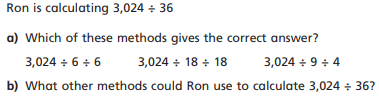 Ron is calculating 3,024 ÷ 36
a) Which of these methods gives the correct answer?
3,024 ÷ 6 ÷ 6 3,024 ÷ 18 ÷ 18 3,024 ÷ 9 ÷ 4
b) What other methods could Ron use to calculate 3,024 ÷ 36?